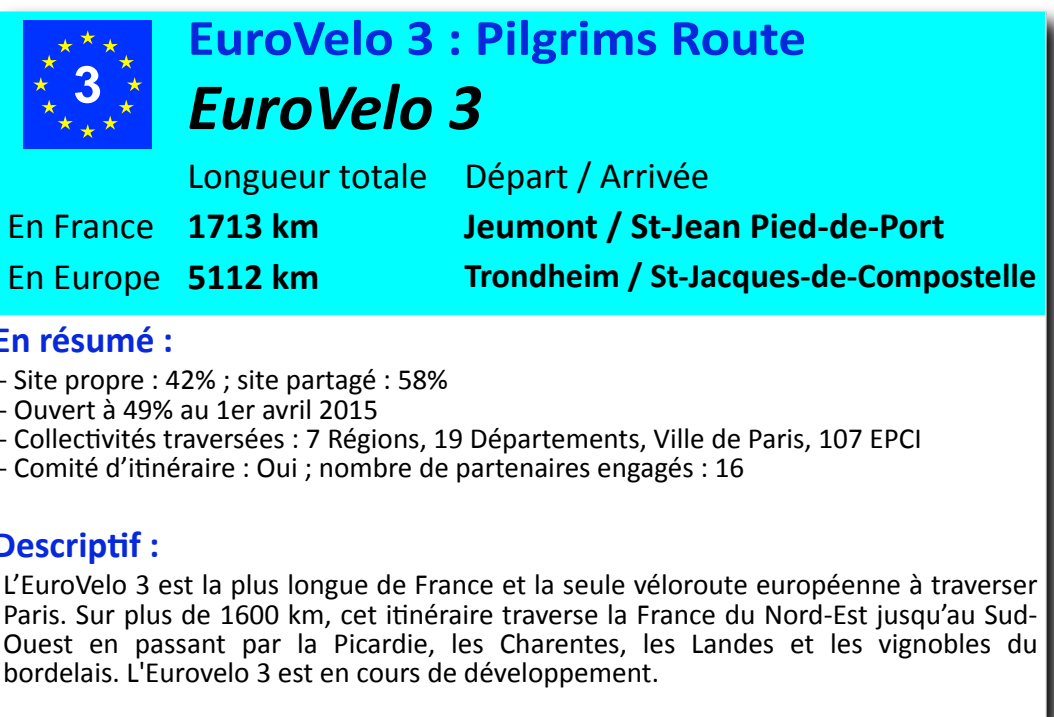 3
EuroVelo 3 : Pilgrims Route
EuroVelo 3
Longueur totale Départ / Arrivée
En France 1713 km Jeumont / St-Jean Pied-de-Port
En Europe 5112 km Trondheim / St-Jacques-de-Compostelle
En résumé :
- Site propre : 42% ; site partagé : 58%
- Ouvert à 49% au 1er avril 2015
- Collectivités traversées : 7 Régions, 19 Départements, Ville de Paris, 107 EPCI
- Comité d’itinéraire : Oui ; nombre de partenaires engagés : 16
Descriptif :
L’EuroVelo 3 est la plus longue de France et la seule véloroute européenne à traverser
Paris. Sur plus de 1600 km, cet itinéraire traverse la France du Nord-Est jusqu’au Sud-
Ouest en passant par la Picardie, les Charentes, les Landes et les vignobles du
bordelais. L'Eurovelo 3 est en cours de développement.